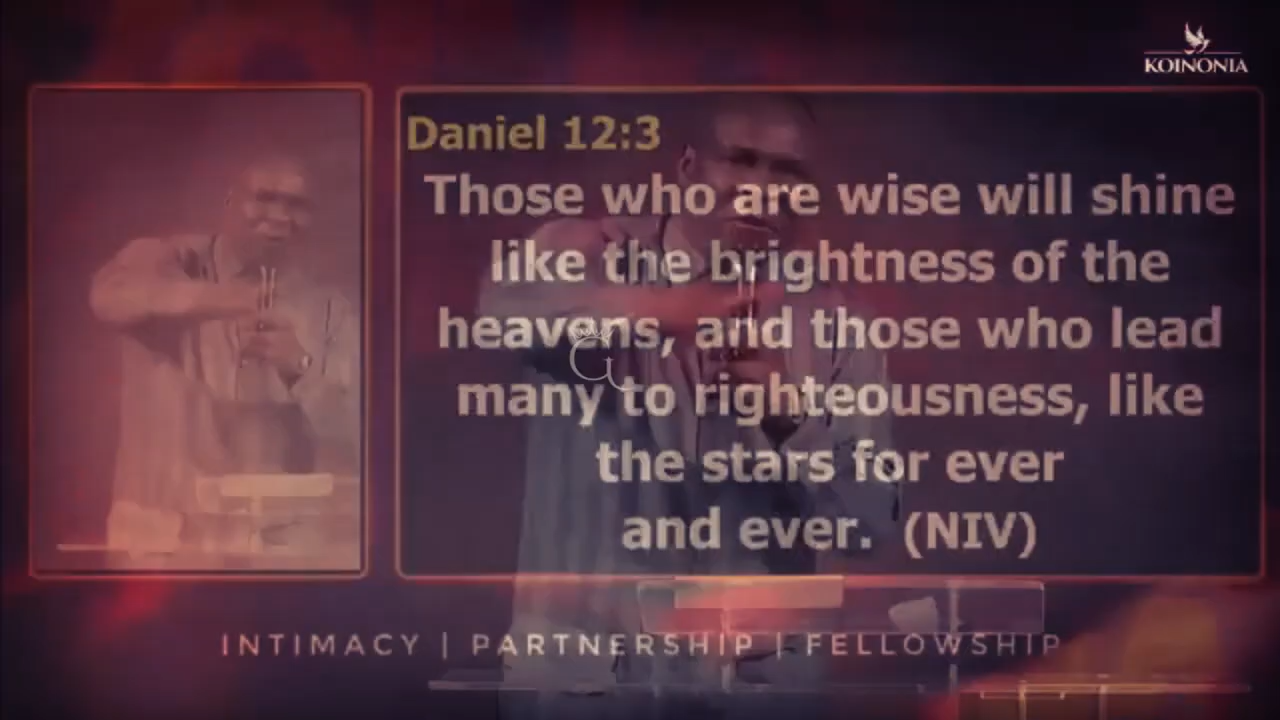 KOINONIA
Daniel 12:3
Those who are wise will shine
like the brightness of the
heavens, and those who lead
many to righteousness, like
the stars for ever
and ever. (NIV)
INTIMACY | PARTNERSHIP | FELLOWSHIP